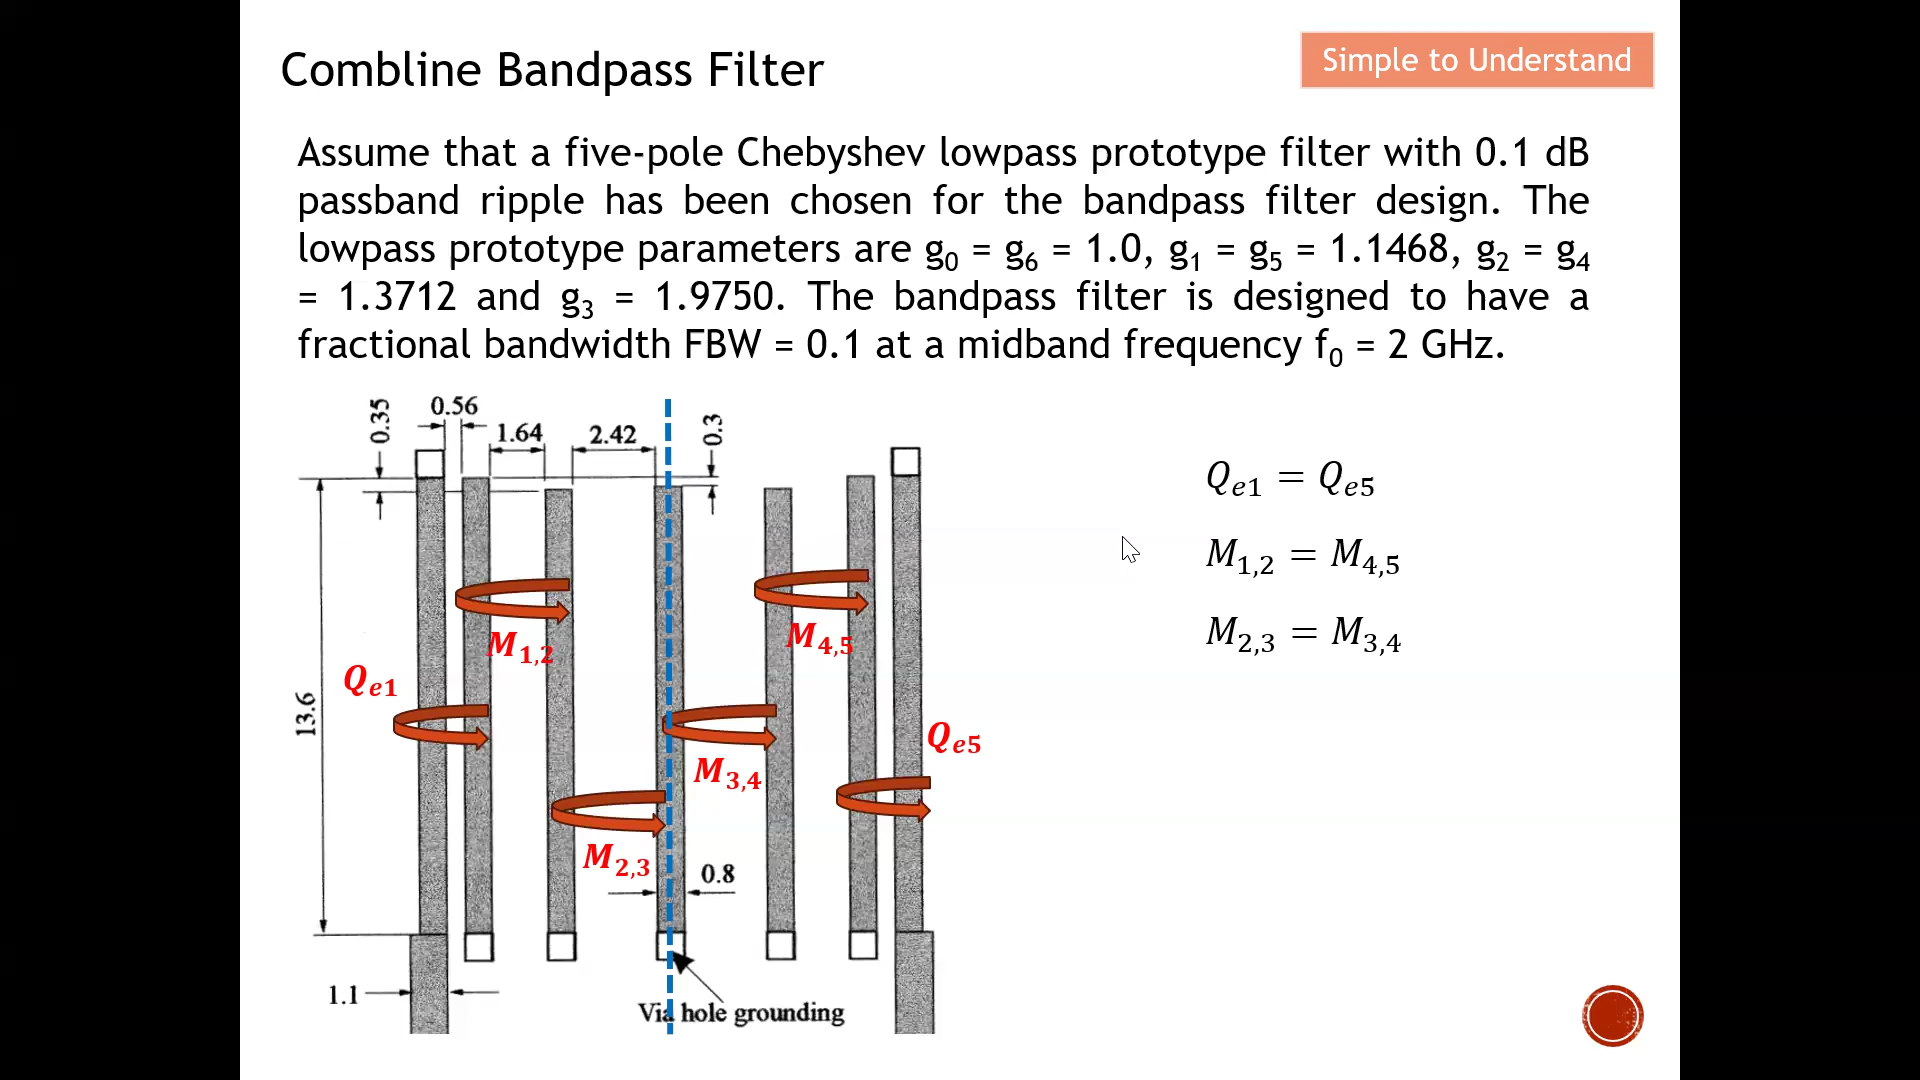 Combline Bandpass Filter
Simple to Understand
Assume that a five-pole Chebyshev lowpass prototype filter with 0.1 dB
passband ripple has been chosen for the bandpass filter design. The
lowpass prototype parameters are g₀ = g₆ = 1.0, g₁ = g₅ = 1.1468, g₂ = g₄
= 1.3712 and g₃ = 1.9750. The bandpass filter is designed to have a
fractional bandwidth FBW = 0.1 at a midband frequency f₀ = 2 GHz.
0.35
0.56
1.64
2.42
0.3
13.6
Qe1
M1,2
M2,3
M3,4
M4,5
Qe5
0.8
1.1
Via hole grounding
Qe1 = Qe5
M1,2 = M4,5
M2,3 = M3,4